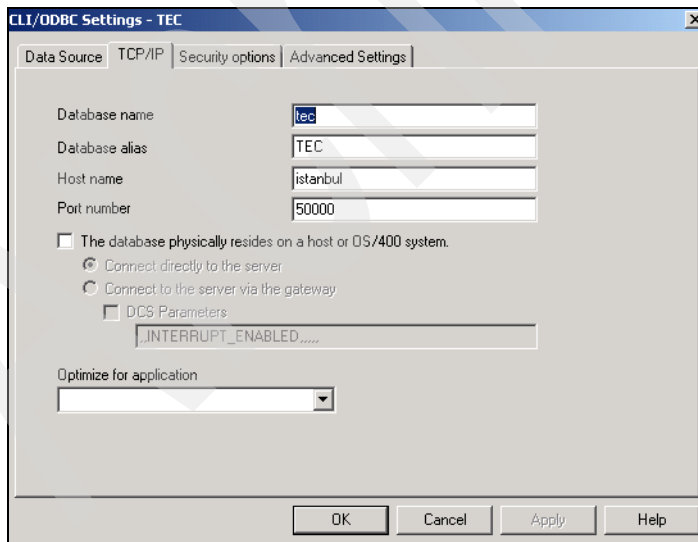 CLI/ODBC Settings - TEC
Data Source TCP/IP Security options Advanced Settings
Database name tec
Database alias TEC
Host name istanbul
Port number 50000
The database physically resides on a host or OS/400 system.
Connect directly to the server
Connect to the server via the gateway
DCS Parameters
,,INTERRUPT_ENABLED,,,,,
Optimize for application
OK Cancel Apply Help